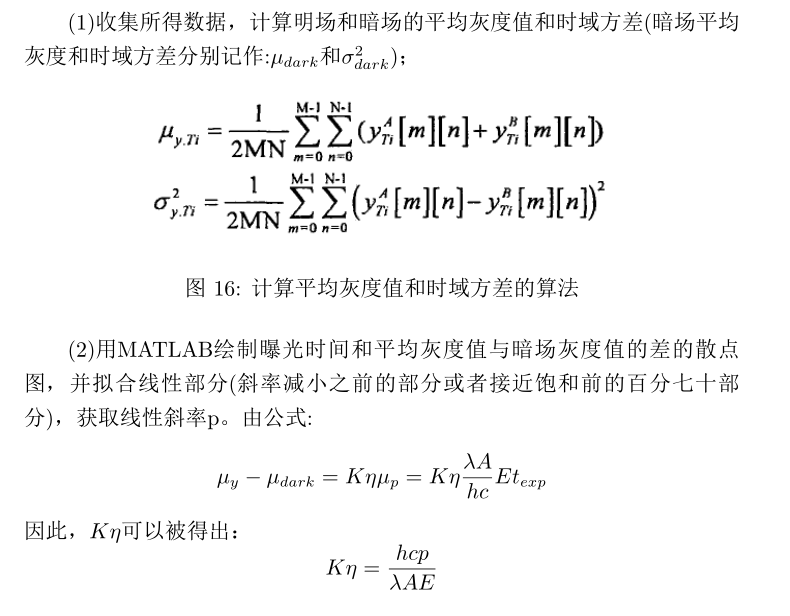 (1)收集所得数据，计算明场和暗场的平均灰度值和时域方差(暗场平均
灰度和时域方差分别记作:$\mu_{dark}$和$\sigma^2_{dark}$)；
$\mu_{y.Ti} = \frac{1}{2MN} \sum_{m=0}^{M-1} \sum_{n=0}^{N-1} (y^A_{Ti}[m][n] + y^B_{Ti}[m][n])$
$\sigma^2_{y.Ti} = \frac{1}{2MN} \sum_{m=0}^{M-1} \sum_{n=0}^{N-1} (y^A_{Ti}[m][n] - y^B_{Ti}[m][n])^2$
图 16: 计算平均灰度值和时域方差的算法
(2)用MATLAB绘制曝光时间和平均灰度值与暗场灰度值的差的散点
图，并拟合线性部分(斜率减小之前的部分或者接近饱和前的百分七十部
分)，获取线性斜率p。由公式:
$\mu_y - \mu_{dark} = K\eta\mu_p = K\eta\frac{\lambda A}{hc}Et_{exp}$
因此，$K\eta$可以被得出：
$K\eta = \frac{hcp}{\lambda AE}$